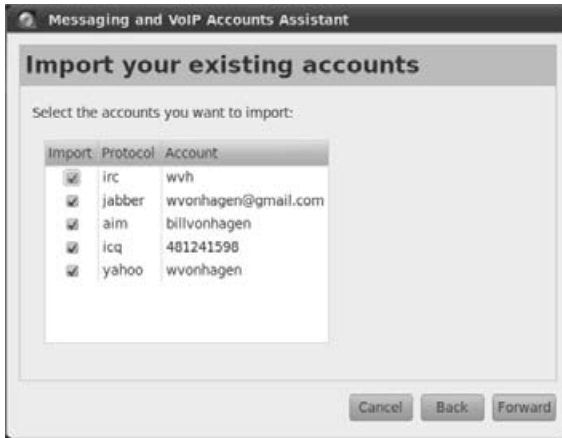 Messaging and VoIP Accounts Assistant
Import your existing accounts
Select the accounts you want to import:
Import Protocol Account
irc wvh
jabber wvonhagen@gmail.com
aim billvonhagen
icq 481241598
yahoo wvonhagen
Cancel Back Forward